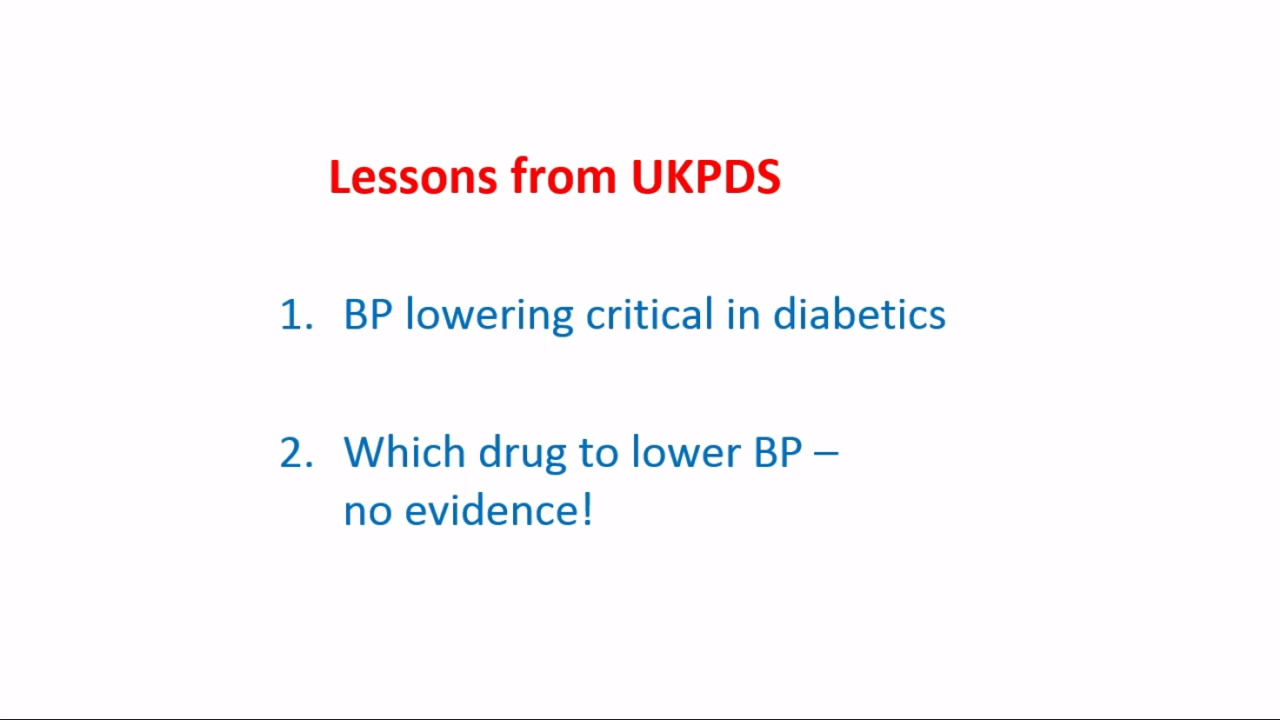 Lessons from UKPDS
1. BP lowering critical in diabetics
2. Which drug to lower BP –
no evidence!